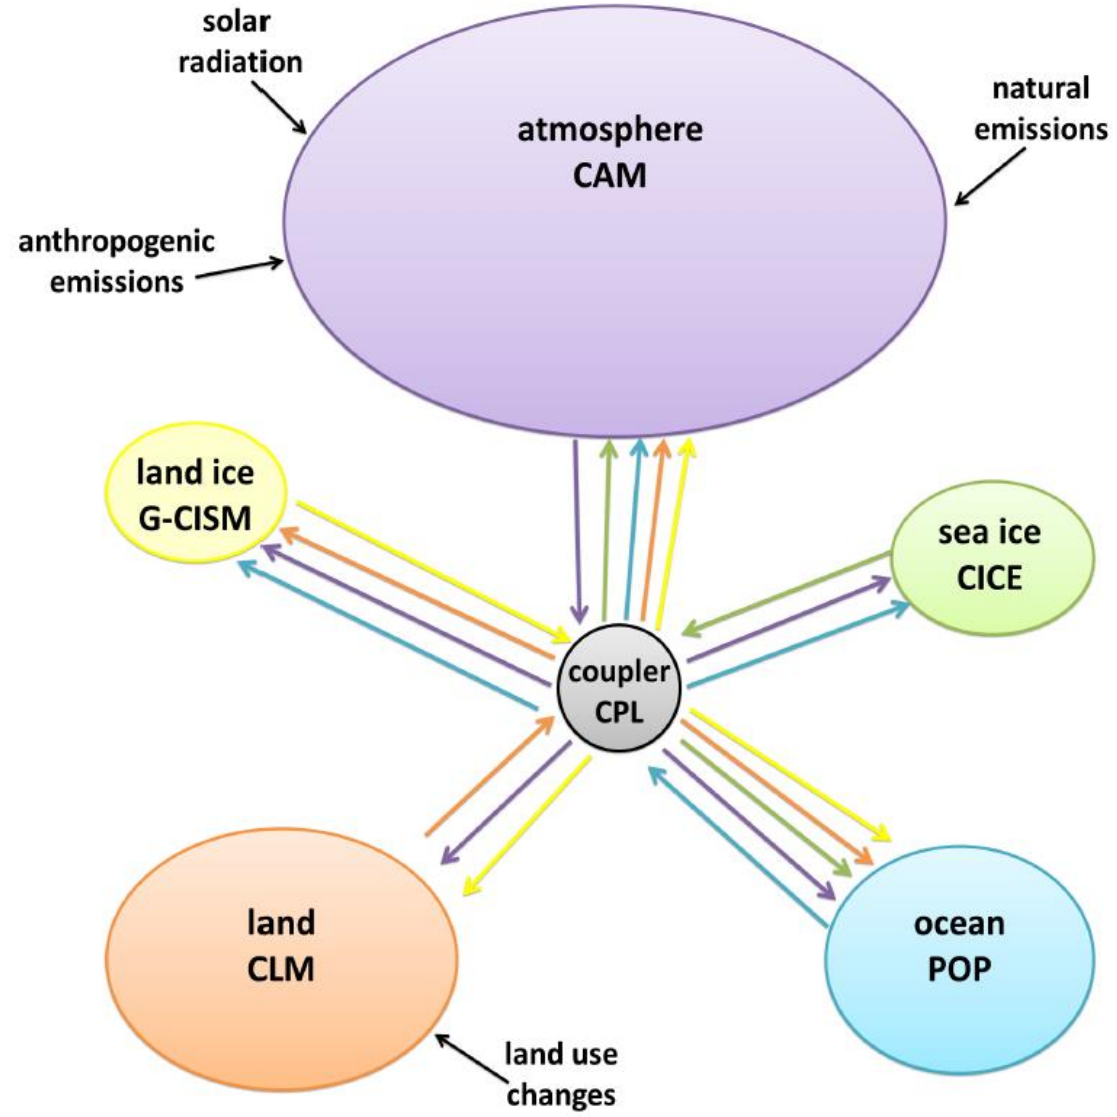 solar
radiation
natural
emissions
atmosphere
CAM
anthropogenic
emissions
land ice
G-CISM
sea ice
CICE
coupler
CPL
land
CLM
ocean
POP
land use
changes